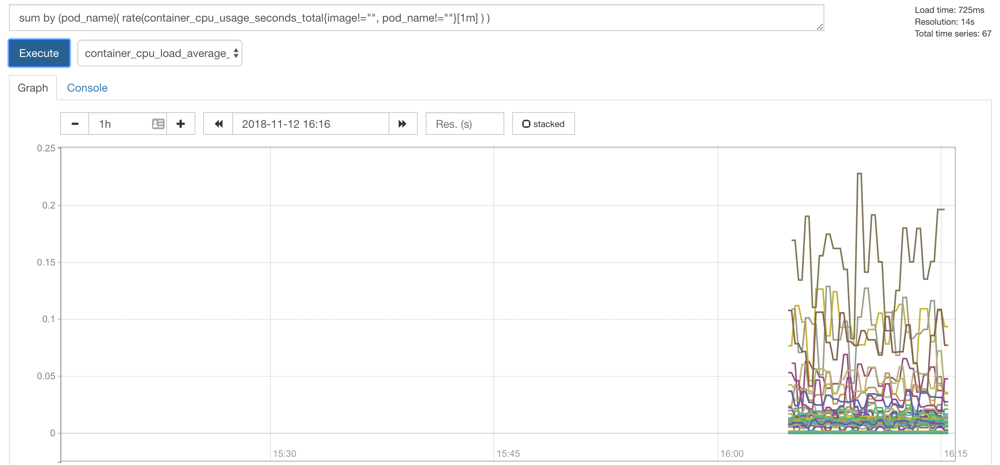 sum by (pod_name)( rate(container_cpu_usage_seconds_total{image!="", pod_name!=""}[1m] ) )
Load time: 725ms
Resolution: 14s
Total time series: 67
Execute
container_cpu_load_average_
Graph
Console
1h
2018-11-12 16:16
Res. (s)
stacked
0.25
0.2
0.15
0.1
0.05
0
15:30
15:45
16:00
16:15